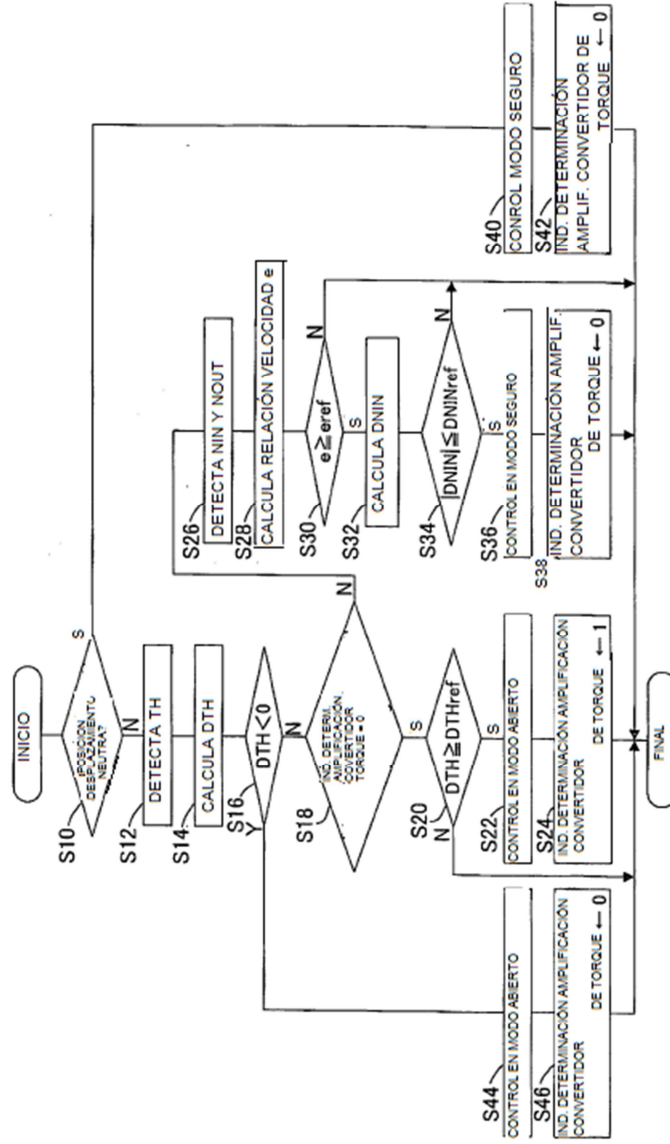 INICIO
S10
¿POSICIÓN
DESPLAZAMIENTO
NEUTRA?
S
N
S12
DETECTA TH
S14
CALCULA DTH
S16
DTH<0
Y
N
S18
IND. DETERM.
AMPLIFICACIÓN.
CONVERTIDOR
TORQUE = 0
N
S
S20
DTH≧DTHref
N
S
S22
CONTROL EN MODO ABIERTO
S24
IND. DETERMINACIÓN AMPLIFICACIÓN
CONVERTIDOR
DE TORQUE ← 1
FINAL
S26
DETECTA NIN Y NOUT
S28
CALCULA RELACIÓN VELOCIDAD e
S30
e≧eref
N
S
S32
CALCULA DNIN
S34
|DNIN|≦DNINref
N
S
S36
CONTROL EN MODO SEGURO
S38
IND. DETERMINACIÓN AMPLIF.
CONVERTIDOR
DE TORQUE ← 0
S40
CONROL MODO SEGURO
S42
IND. DETERMINACIÓN
AMPLIF. CONVERTIDOR DE
TORQUE ← 0
S44
CONTROL EN MODO ABIERTO
S46
IND. DETERMINACIÓN AMPLIFICACIÓN
CONVERTIDOR
DE TORQUE ← 0